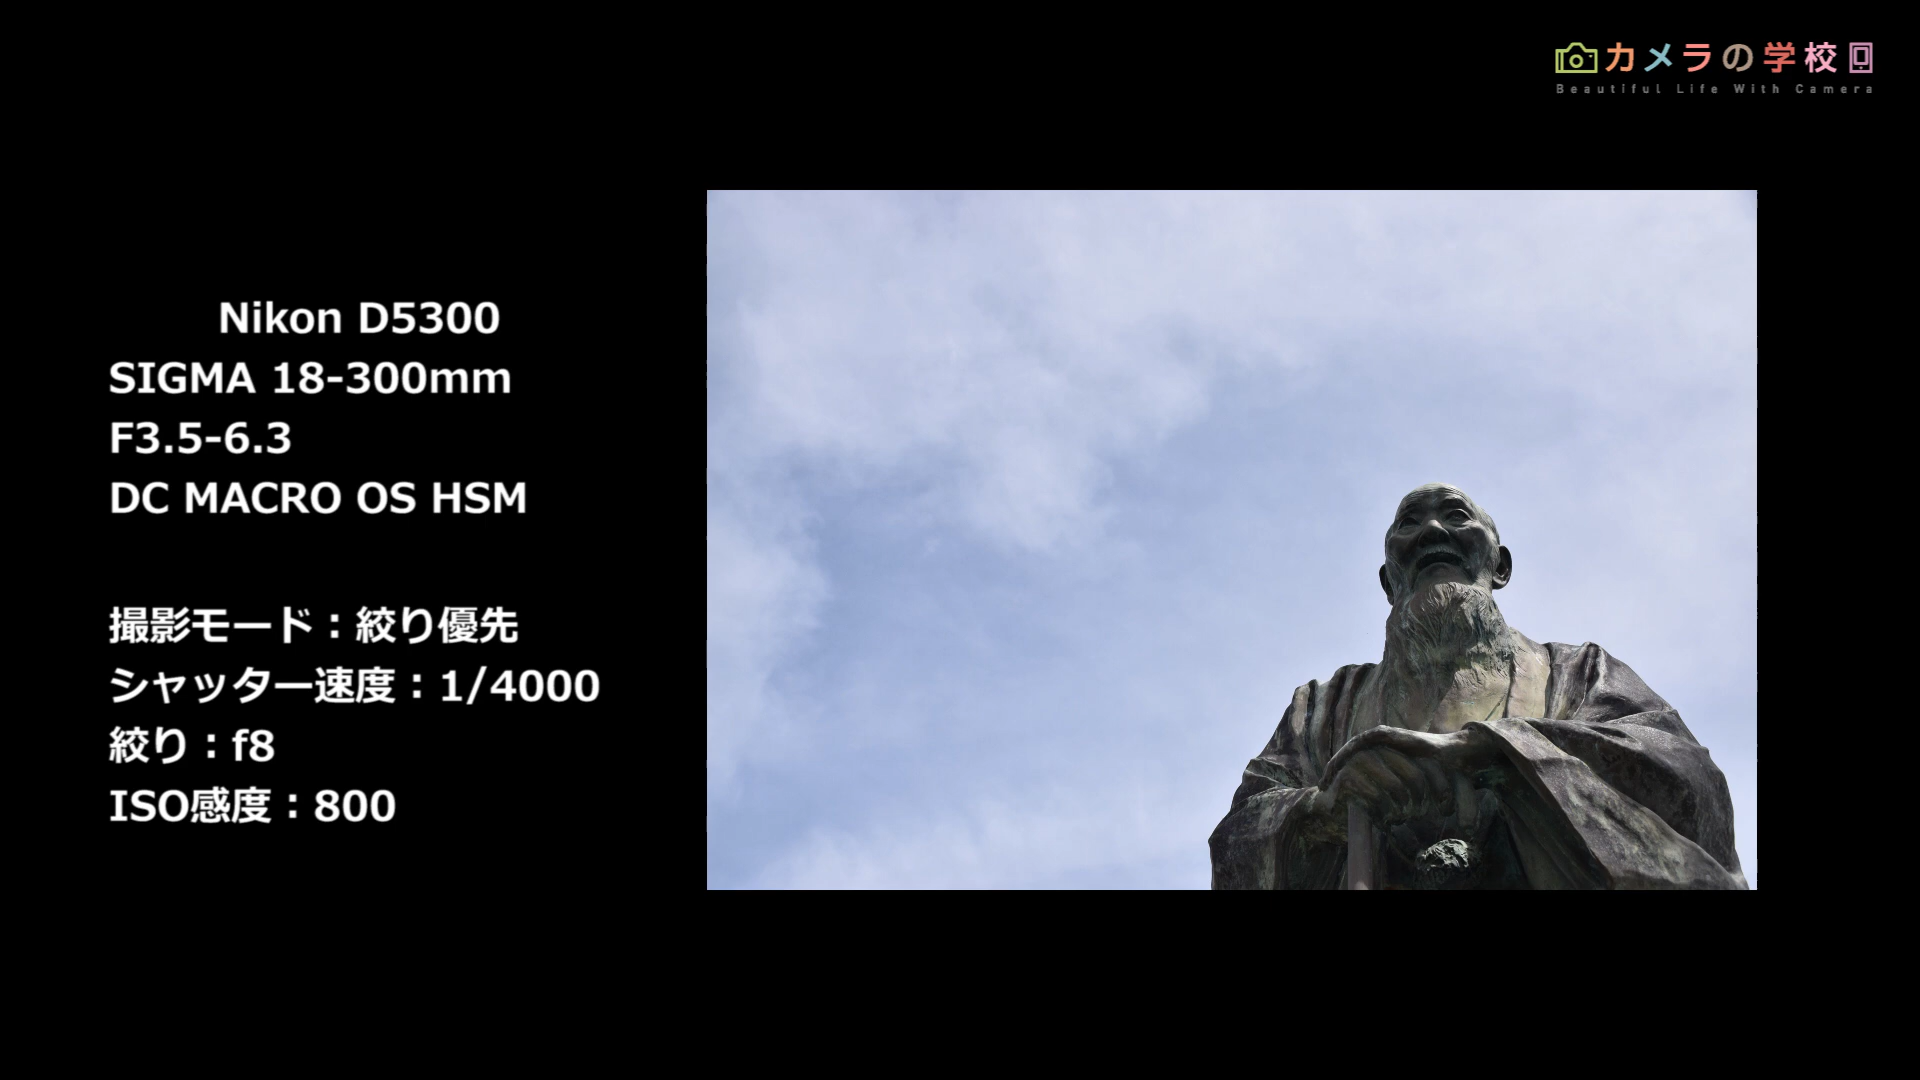 カメラの学校
Beautiful Life With Camera
Nikon D5300
SIGMA 18-300mm
F3.5-6.3
DC MACRO OS HSM
撮影モード：絞り優先
シャッター速度：1/4000
絞り：f8
ISO感度：800